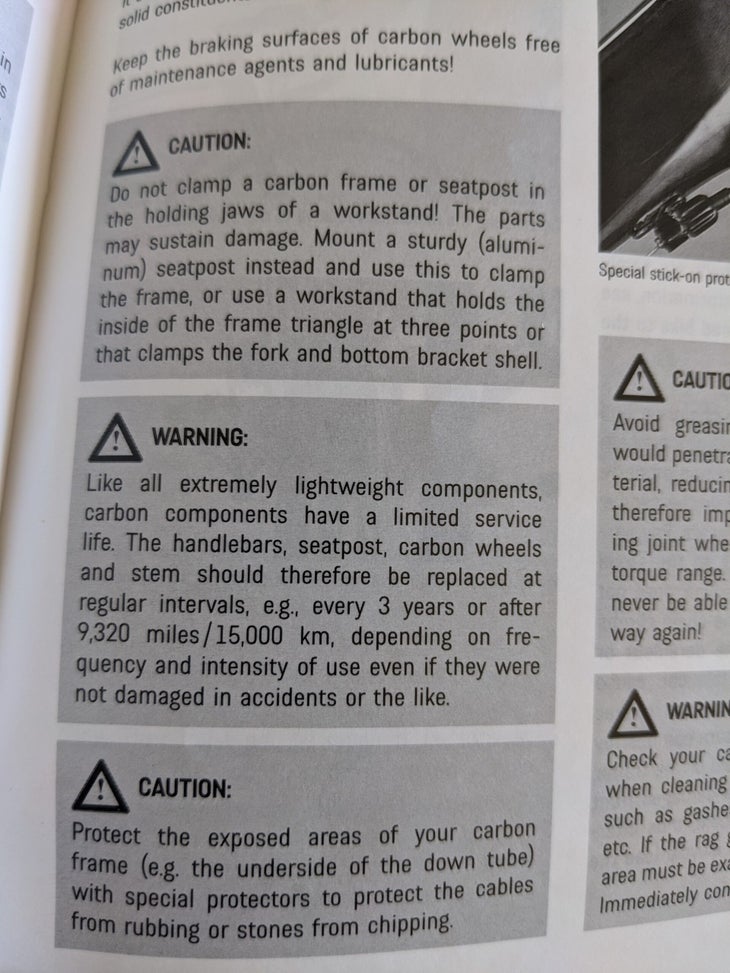 solid
Keep the braking surfaces of carbon wheels free
of maintenance agents and lubricants!
CAUTION:
Do not clamp a carbon frame or seatpost in
the holding jaws of a workstand! The parts
may sustain damage. Mount a sturdy (alumi-
num) seatpost instead and use this to clamp
the frame, or use a workstand that holds the
inside of the frame triangle at three points or
that clamps the fork and bottom bracket shell.
WARNING:
Like all extremely lightweight components,
carbon components have a limited service
life. The handlebars, seatpost, carbon wheels
and stem should therefore be replaced at
regular intervals, e.g., every 3 years or after
9,320 miles/15,000 km, depending on fre-
quency and intensity of use even if they were
not damaged in accidents or the like.
CAUTION:
Protect the exposed areas of your carbon
frame (e.g. the underside of the down tube)
with special protectors to protect the cables
from rubbing or stones from chipping.
Special stick-on prot
CAUTIO
Avoid greasin
would penetra
terial, reducin
therefore imp
ing joint whe
torque range.
never be able
way again!
WARNIN
Check your ca
when cleaning
such as gashe
etc. If the rag g
area must be exa
Immediately con